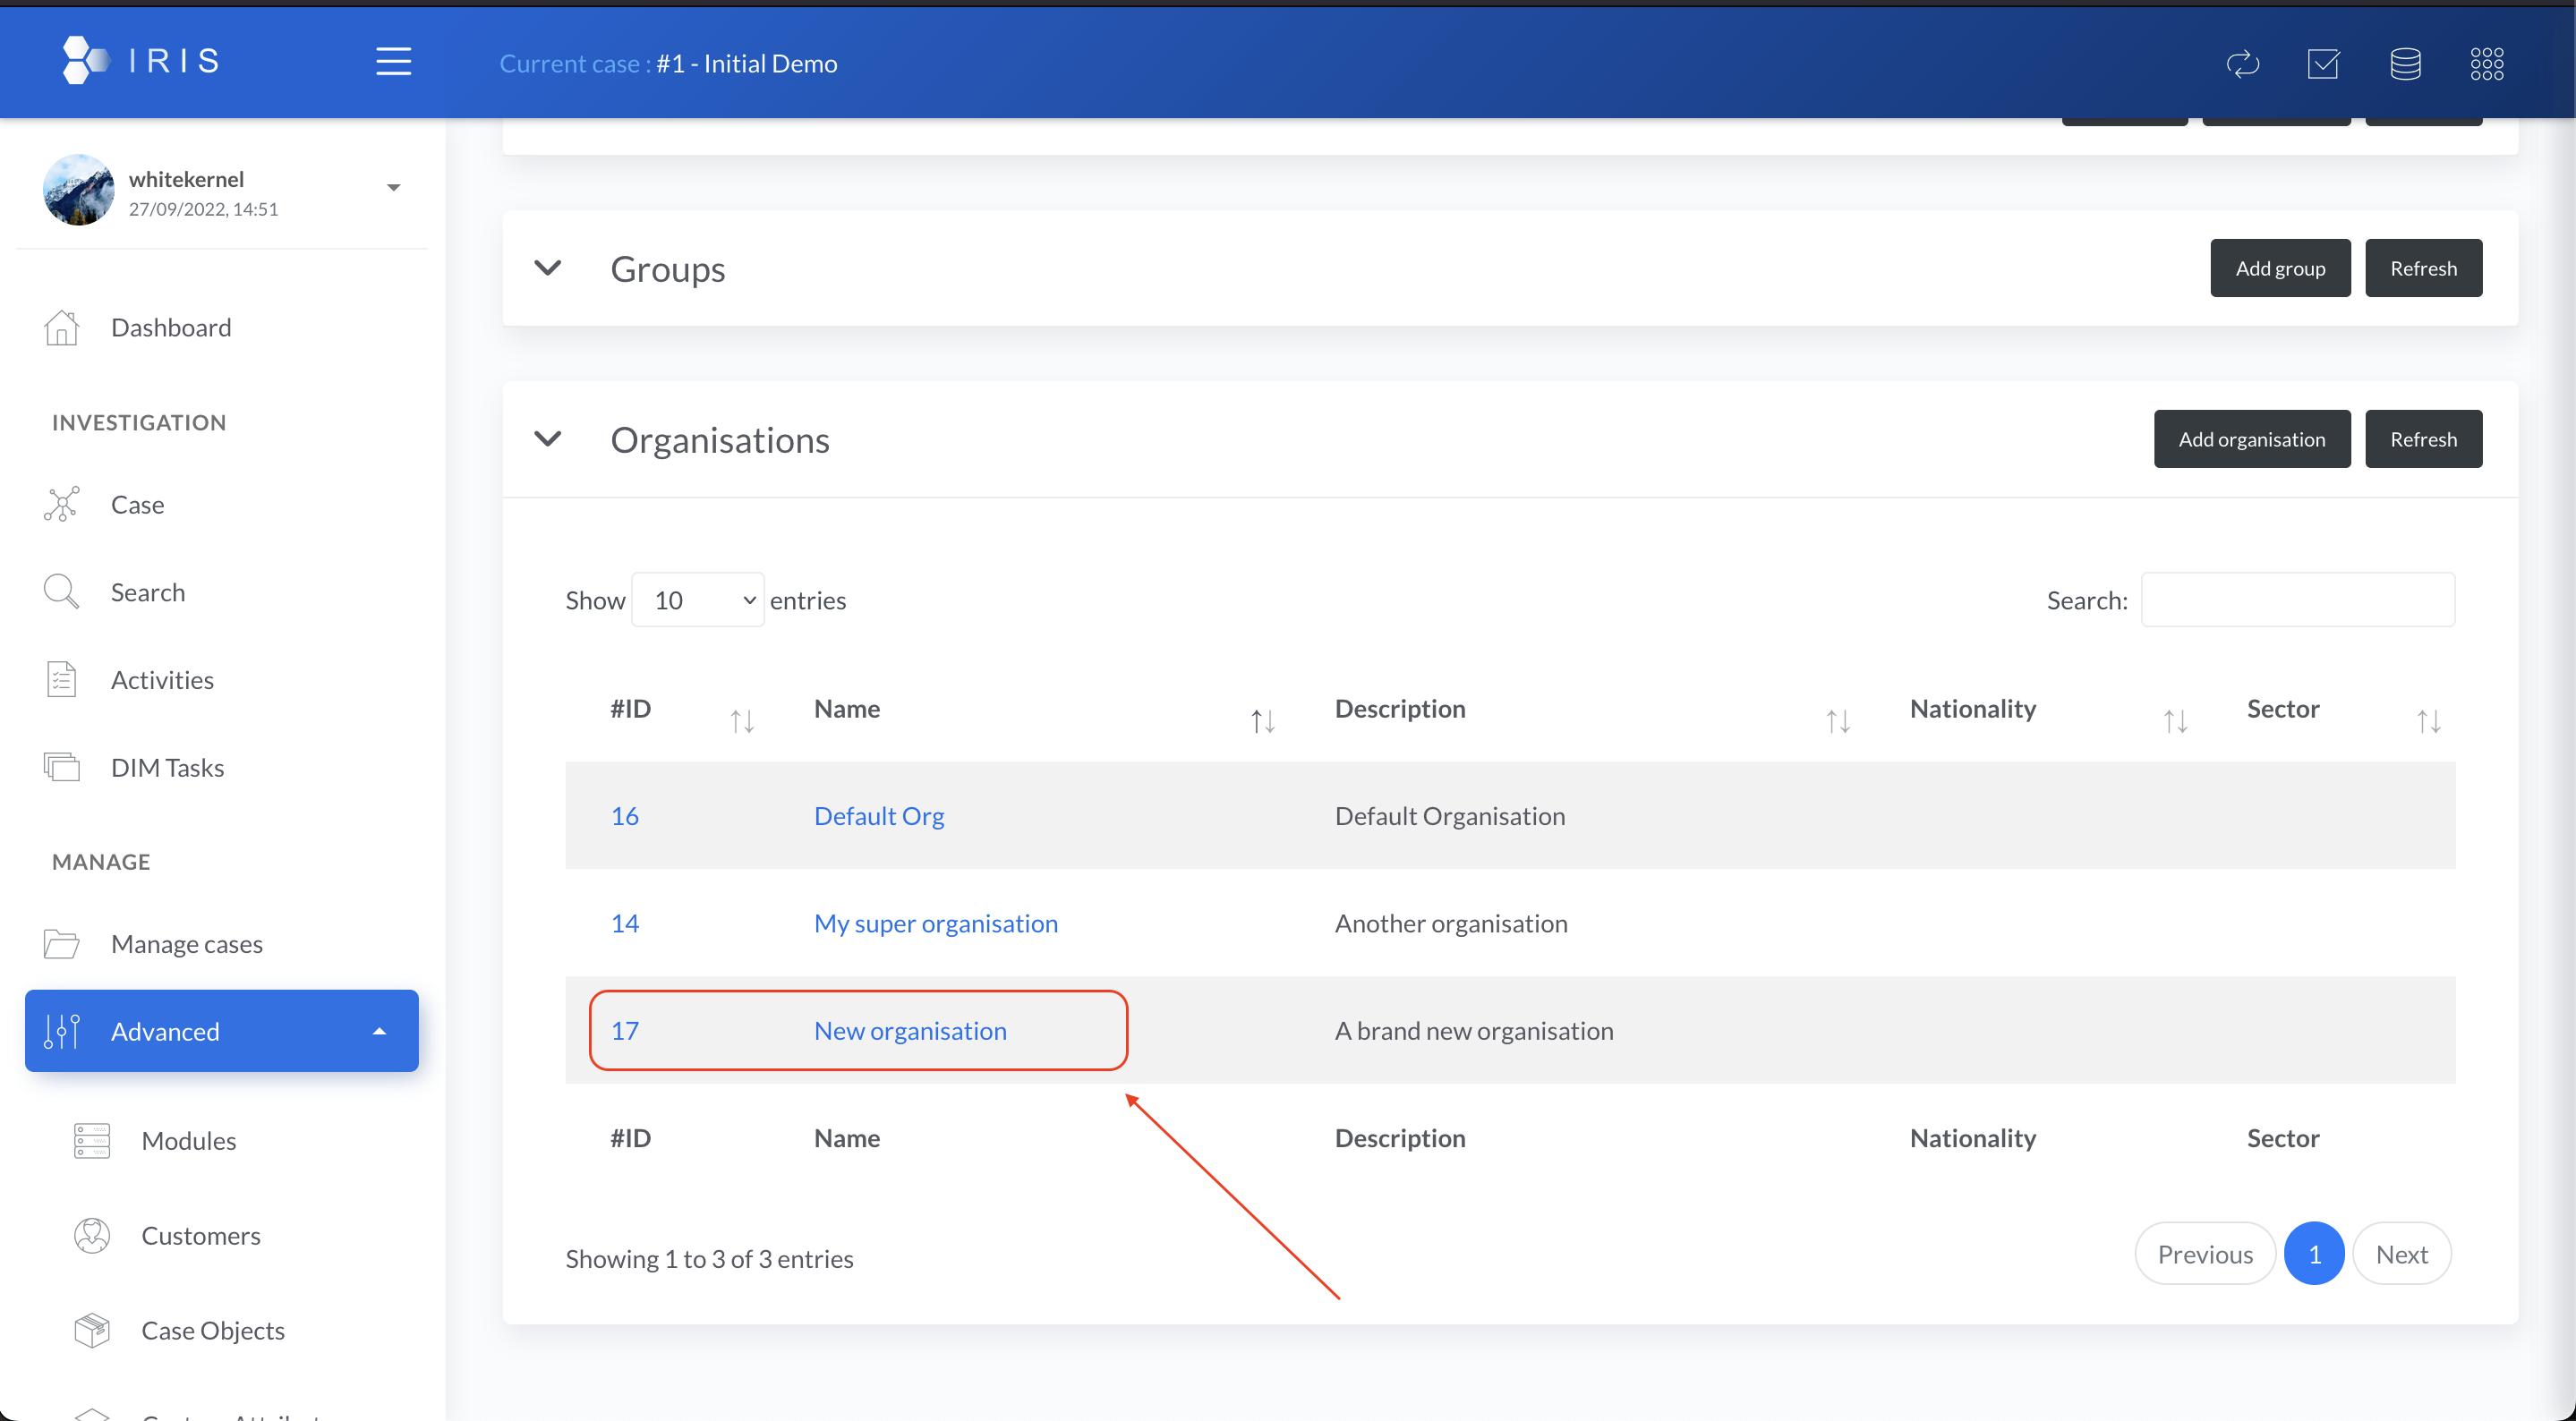 IRIS
Current case : #1 - Initial Demo
whitekernel
27/09/2022, 14:51
Dashboard
INVESTIGATION
Case
Search
Activities
DIM Tasks
MANAGE
Manage cases
Advanced
Modules
Customers
Case Objects
Groups
Add group
Refresh
Organisations
Add organisation
Refresh
Show 10 entries
Search:
#ID Name Description Nationality Sector
16 Default Org Default Organisation
14 My super organisation Another organisation
17 New organisation A brand new organisation
#ID Name Description Nationality Sector
Showing 1 to 3 of 3 entries
Previous 1 Next